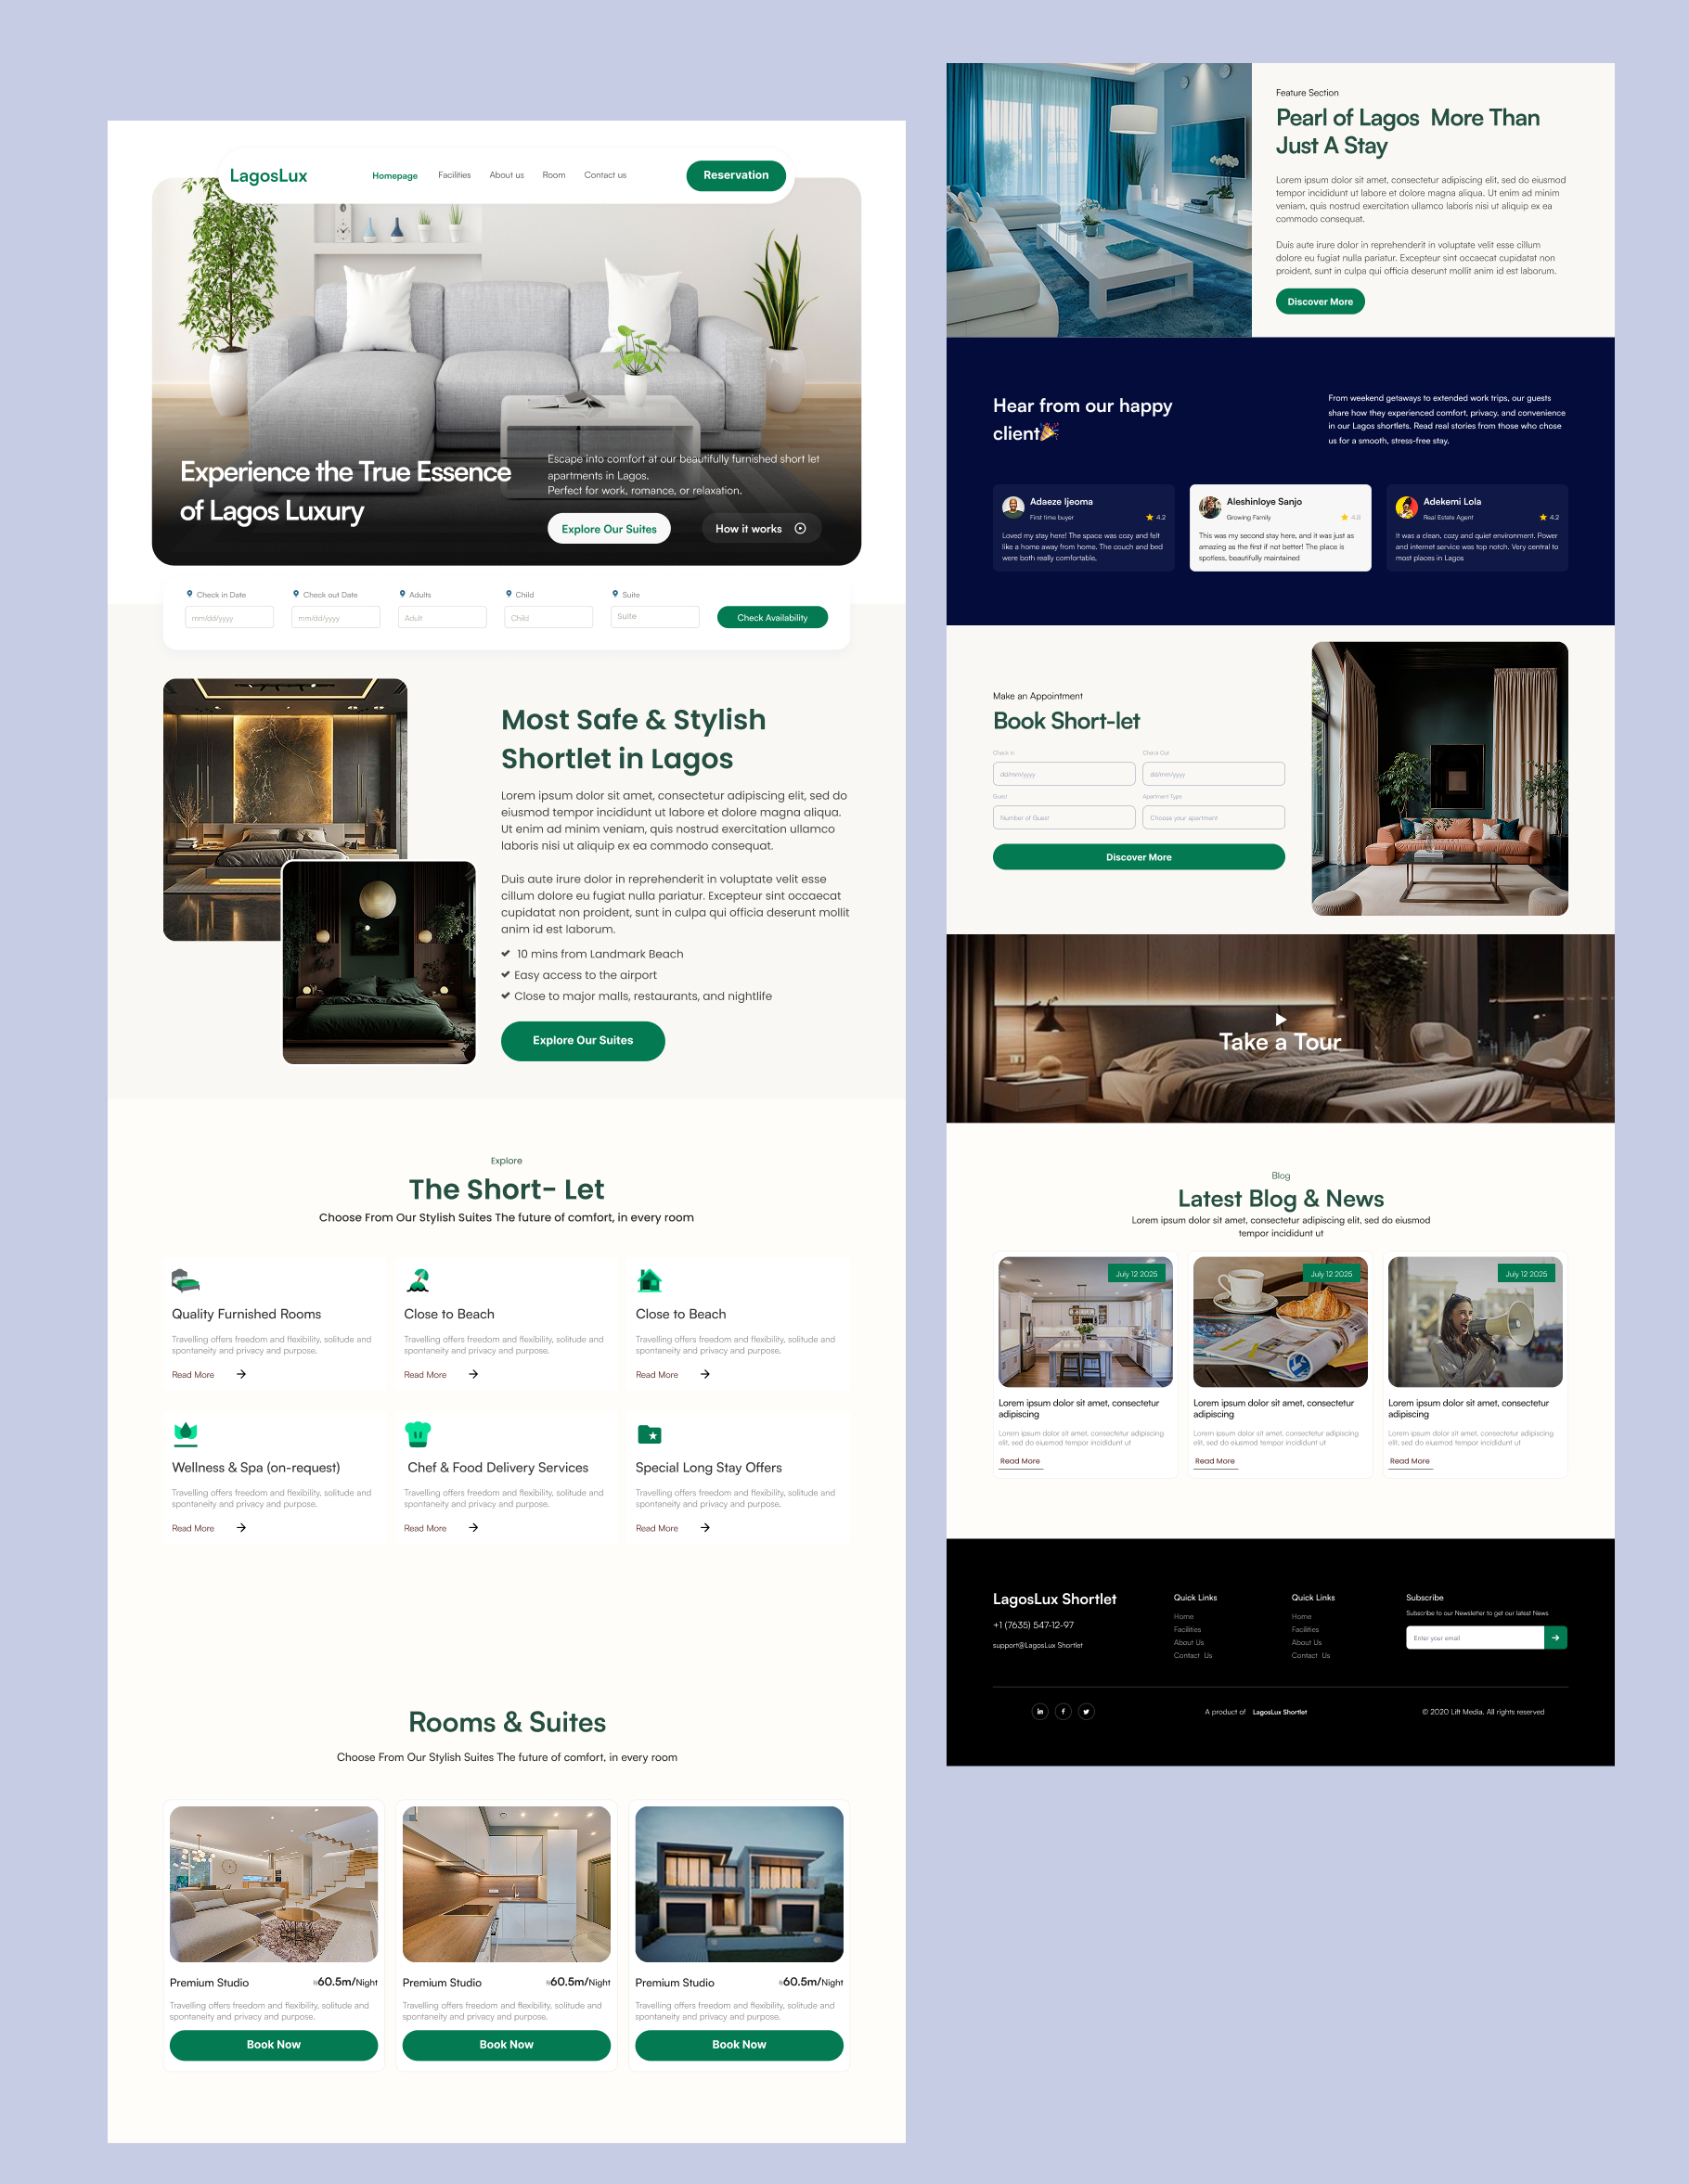 LagosLux
Homepage
Facilities
About us
Room
Contact us
Reservation
Experience the True Essence
of Lagos Luxury
Escape into comfort at our beautifully furnished short let
apartments in Lagos.
Perfect for work, romance, or relaxation.
Explore Our Suites
How it works
Check in Date
Check out Date
Adults
Child
Suite
mm/dd/yyyy
mm/dd/yyyy
Adult
Child
Suite
Check Availability
Most Safe & Stylish
Shortlet in Lagos
Lorem ipsum dolor sit amet, consectetur adipiscing elit, sed do
eiusmod tempor incididunt ut labore et dolore magna aliqua.
Ut enim ad minim veniam, quis nostrud exercitation ullamco
laboris nisi ut aliquip ex ea commodo consequat.
Duis aute irure dolor in reprehenderit in voluptate velit esse
cillum dolore eu fugiat nulla pariatur. Excepteur sint occaecat
cupidatat non proident, sunt in culpa qui officia deserunt mollit
anim id est laborum.
10 mins from Landmark Beach
Easy access to the airport
Close to major malls, restaurants, and nightlife
Explore Our Suites
Explore
The Short- Let
Choose From Our Stylish Suites The future of comfort, in every room
Quality Furnished Rooms
Travelling offers freedom and flexibility, solitude and
spontaneity and privacy and purpose.
Read More
Close to Beach
Travelling offers freedom and flexibility, solitude and
spontaneity and privacy and purpose.
Read More
Close to Beach
Travelling offers freedom and flexibility, solitude and
spontaneity and privacy and purpose.
Read More
Wellness & Spa (on-request)
Travelling offers freedom and flexibility, solitude and
spontaneity and privacy and purpose.
Read More
Chef & Food Delivery Services
Travelling offers freedom and flexibility, solitude and
spontaneity and privacy and purpose.
Read More
Special Long Stay Offers
Travelling offers freedom and flexibility, solitude and
spontaneity and privacy and purpose.
Read More
Rooms & Suites
Choose From Our Stylish Suites The future of comfort, in every room
Premium Studio
₦60.5m/Night
Travelling offers freedom and flexibility, solitude and
spontaneity and privacy and purpose.
Book Now
Premium Studio
₦60.5m/Night
Travelling offers freedom and flexibility, solitude and
spontaneity and privacy and purpose.
Book Now
Premium Studio
₦60.5m/Night
Travelling offers freedom and flexibility, solitude and
spontaneity and privacy and purpose.
Book Now
Feature Section
Pearl of Lagos More Than
Just A Stay
Lorem ipsum dolor sit amet, consectetur adipiscing elit, sed do eiusmod
tempor incididunt ut labore et dolore magna aliqua. Ut enim ad minim
veniam, quis nostrud exercitation ullamco laboris nisi ut aliquip ex ea
commodo consequat.
Duis aute irure dolor in reprehenderit in voluptate velit esse cillum
dolore eu fugiat nulla pariatur. Excepteur sint occaecat cupidatat non
proident, sunt in culpa qui officia deserunt mollit anim id est laborum.
Discover More
Hear from our happy
client🎉
From weekend getaways to extended work trips, our guests
share how they experienced comfort, privacy, and convenience
in our Lagos shortlets. Read real stories from those who chose
us for a smooth, stress-free stay.
Adaeze Ijeoma
First time buyer
4.2
Loved my stay here! The space was cozy and felt
like a home away from home. The couch and bed
were both really comfortable,
Aleshinloye Sanjo
Growing Family
4.8
This was my second stay here, and it was just as
amazing as the first if not better! The place is
spotless, beautifully maintained
Adekemi Lola
Real Estate Agent
4.2
It was a clean, cozy and quiet environment. Power
and internet service was top notch. Very central to
most places in Lagos
Make an Appointment
Book Short-let
Check in
Check Out
dd/mm/yyyy
dd/mm/yyyy
Guest
Apartment Type
Number of Guest
Choose your apartment
Discover More
Take a Tour
Blog
Latest Blog & News
Lorem ipsum dolor sit amet, consectetur adipiscing elit, sed do eiusmod
tempor incididunt ut
July 12 2025
Lorem ipsum dolor sit amet, consectetur
adipiscing
Lorem ipsum dolor sit amet, consectetur adipiscing
elit, sed do eiusmod tempor incididunt ut
Read More
July 12 2025
Lorem ipsum dolor sit amet, consectetur
adipiscing
Lorem ipsum dolor sit amet, consectetur adipiscing
elit, sed do eiusmod tempor incididunt ut
Read More
July 12 2025
Lorem ipsum dolor sit amet, consectetur
adipiscing
Lorem ipsum dolor sit amet, consectetur adipiscing
elit, sed do eiusmod tempor incididunt ut
Read More
LagosLux Shortlet
+1 (7635) 547-12-97
support@LagosLux Shortlet
Quick Links
Home
Facilities
About Us
Contact Us
Quick Links
Home
Facilities
About Us
Contact Us
Subscribe
Subscribe to our Newsletter to get our latest News
Enter your email
A product of LagosLux Shortlet
© 2020 Lift Media. All rights reserved